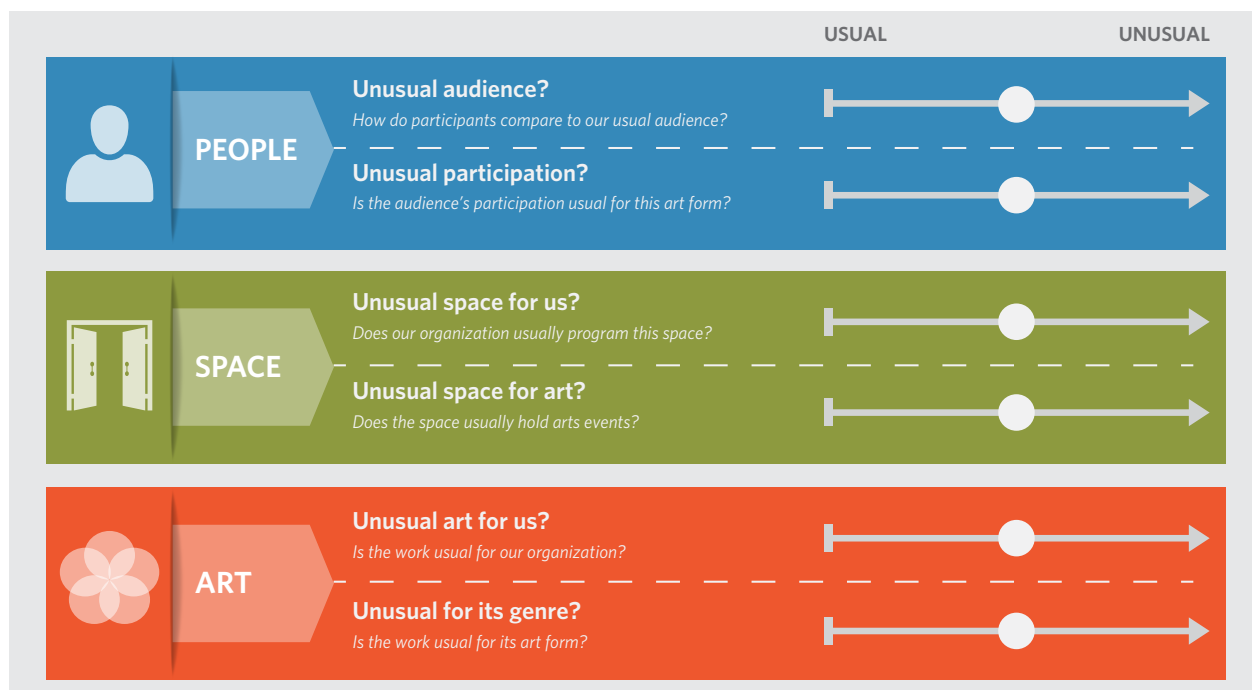 USUAL UNUSUAL
PEOPLE
Unusual audience?
How do participants compare to our usual audience?
Unusual participation?
Is the audience’s participation usual for this art form?
SPACE
Unusual space for us?
Does our organization usually program this space?
Unusual space for art?
Does the space usually hold arts events?
ART
Unusual art for us?
Is the work usual for our organization?
Unusual for its genre?
Is the work usual for its art form?